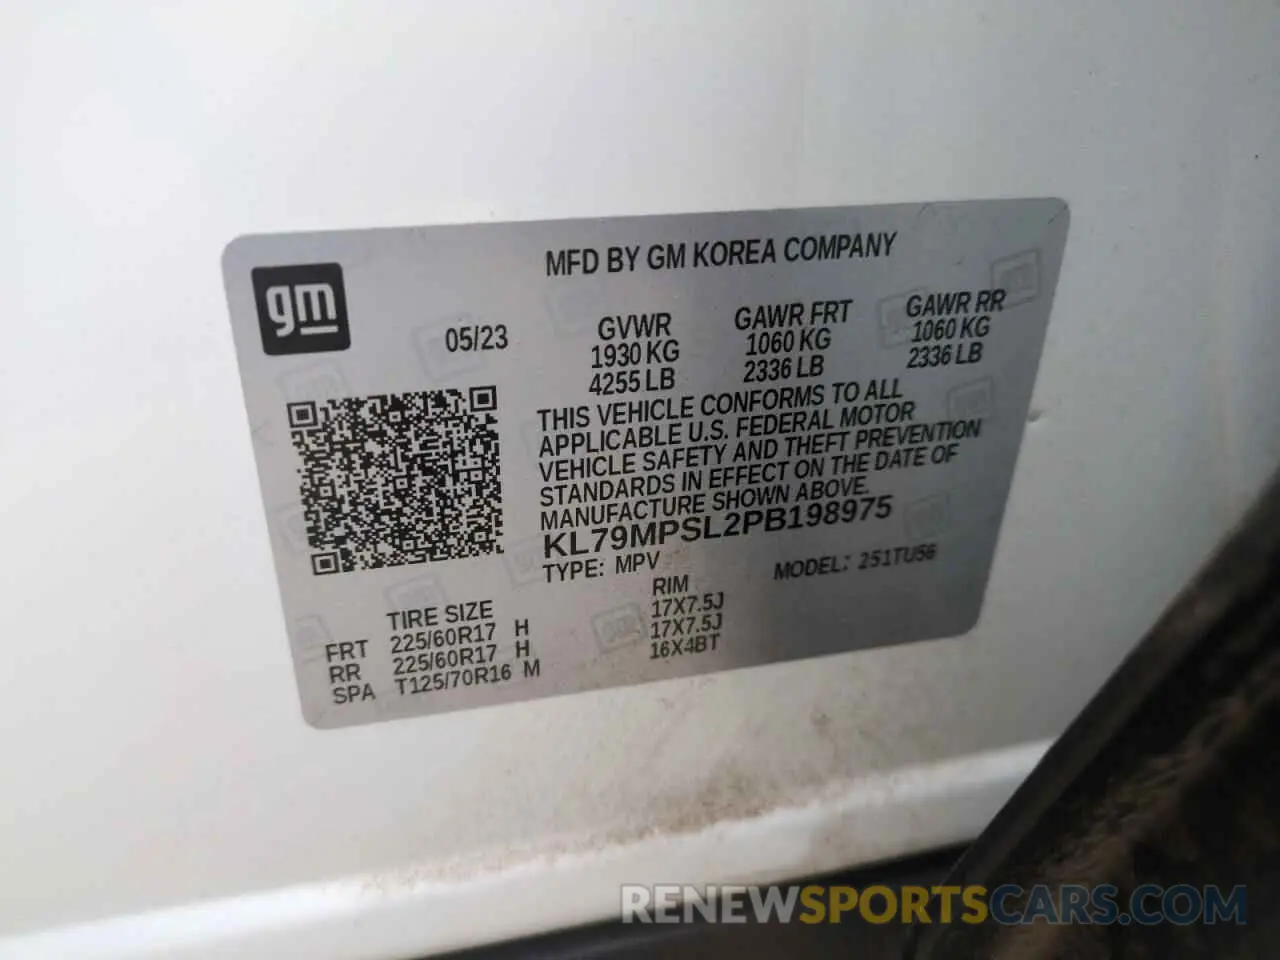 MFD BY GM KOREA COMPANY
gm
05/23
GVWR GAWR FRT GAWR RR
1930 KG 1060 KG 1060 KG
4255 LB 2336 LB 2336 LB
THIS VEHICLE CONFORMS TO ALL
APPLICABLE U.S. FEDERAL MOTOR
VEHICLE SAFETY AND THEFT PREVENTION
STANDARDS IN EFFECT ON THE DATE OF
MANUFACTURE SHOWN ABOVE.
KL79MPSL2PB198975
TYPE: MPV MODEL: 251TU56
TIRE SIZE RIM
FRT 225/60R17 H 17X7.5J
RR 225/60R17 H 17X7.5J
SPA T125/70R16 M 16X4BT
RENEWSPORTSCARS.COM